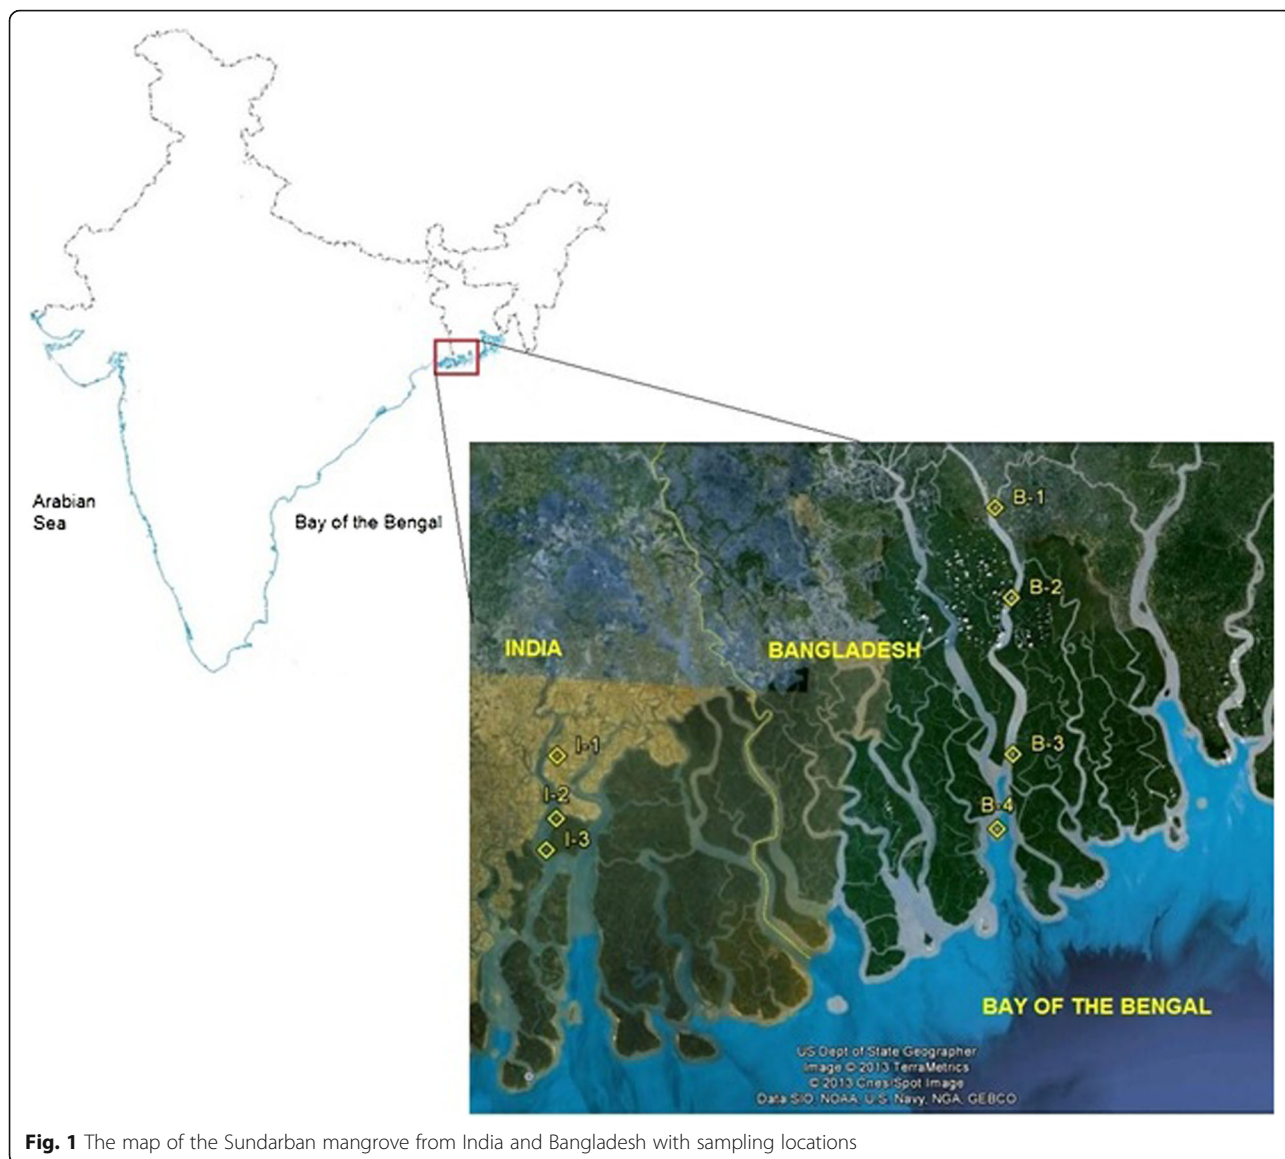 Arabian
Sea
Bay of the Bengal
B-1
B-2
INDIA
BANGLADESH
I-1
B-3
I-2
B-4
I-3
BAY OF THE BENGAL
US Dept of State Geographer
Image © 2013 TerraMetrics
© 2013 Cnes/Spot Image
Data SIO, NOAA, U.S. Navy, NGA, GEBCO
Fig. 1 The map of the Sundarban mangrove from India and Bangladesh with sampling locations